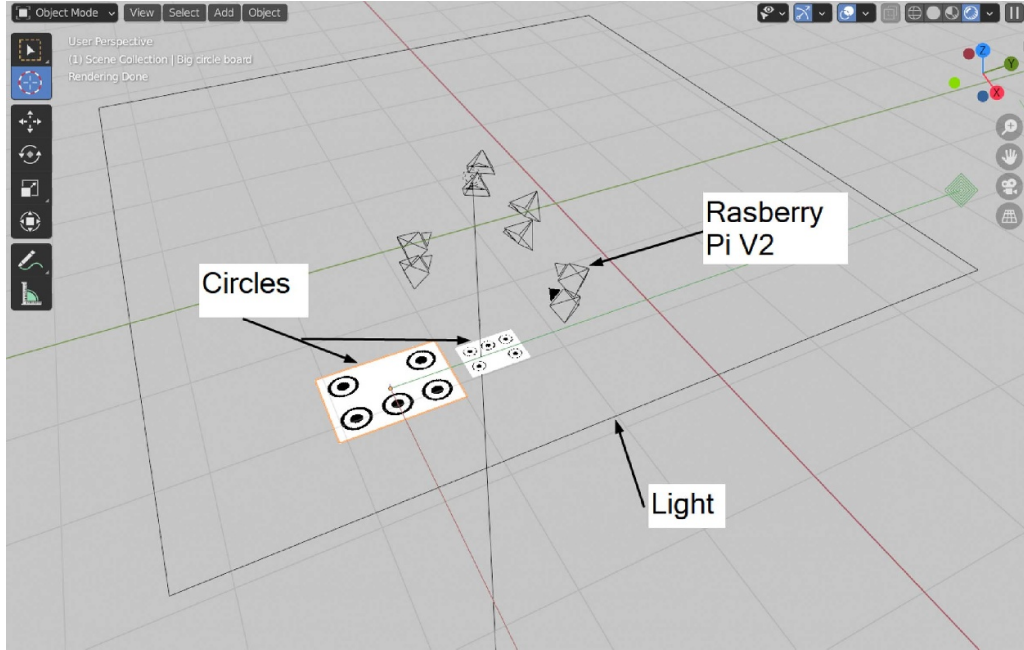 Object Mode View Select Add Object
User Perspective
(1) Scene Collection | Big circle board
Rendering Done
Z
Y
X
Rasberry
Pi V2
Circles
Light